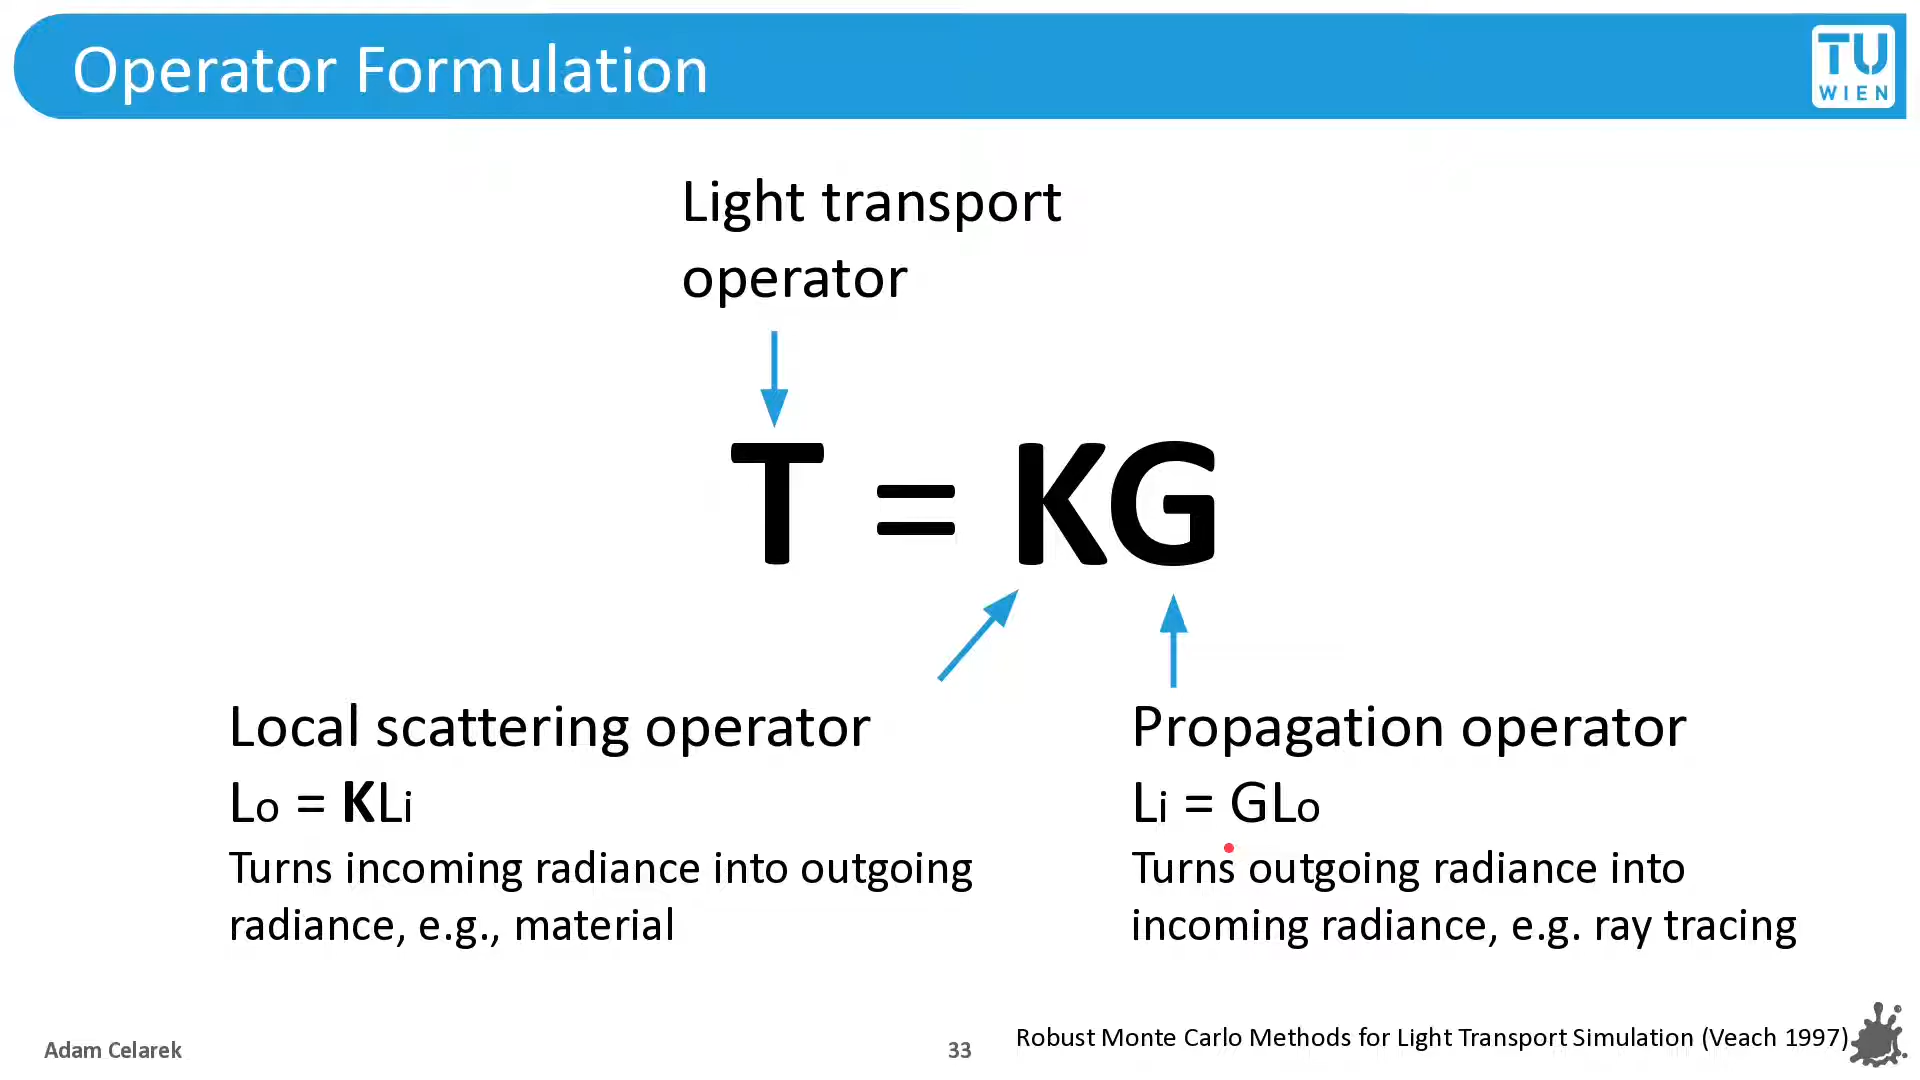 Operator Formulation
TU
WIEN
Light transport
operator
T = KG
Local scattering operator
Lo = KLi
Turns incoming radiance into outgoing
radiance, e.g., material
Propagation operator
Li = GLo
Turns outgoing radiance into
incoming radiance, e.g. ray tracing
Adam Celarek
33
Robust Monte Carlo Methods for Light Transport Simulation (Veach 1997)